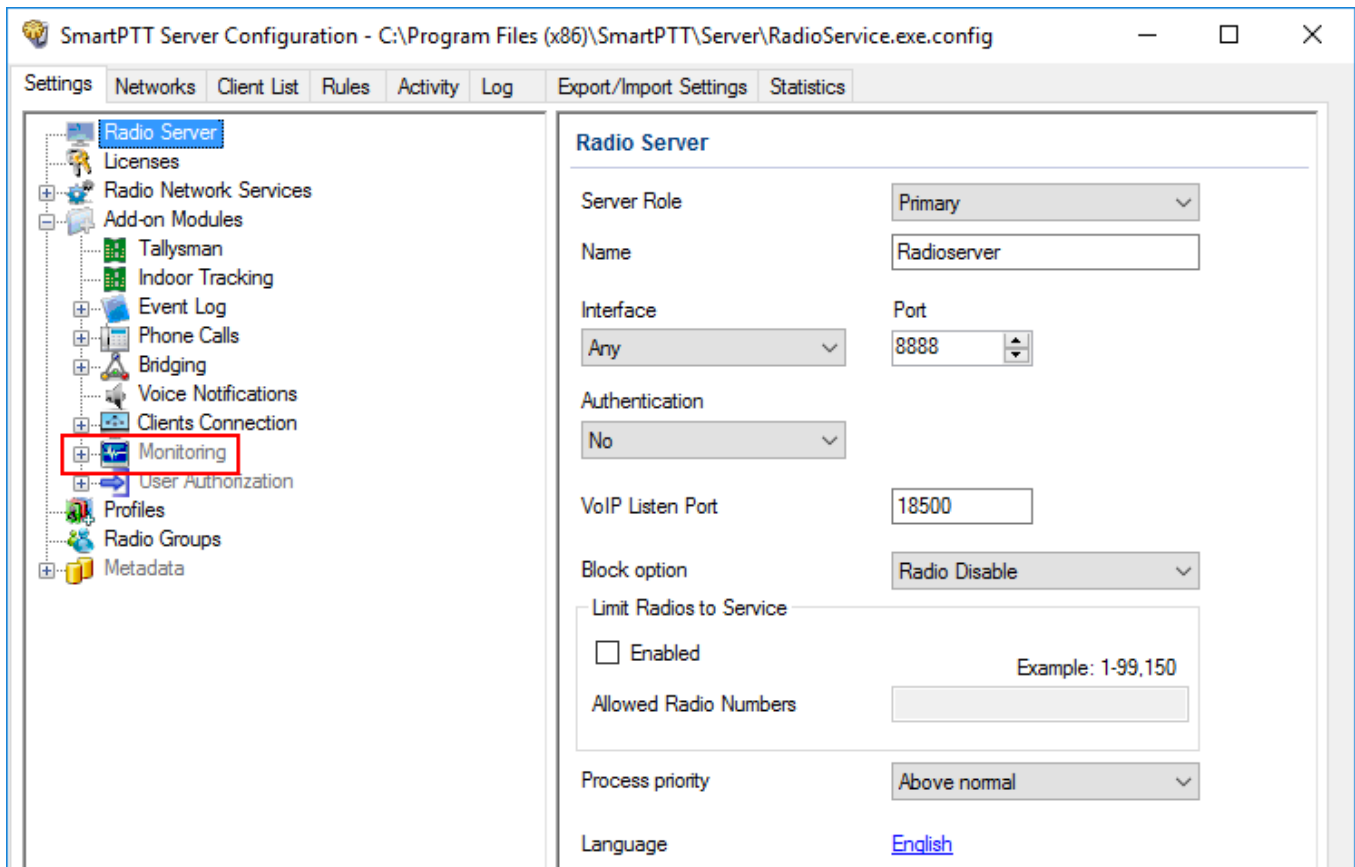 SmartPTT Server Configuration - C:\Program Files (x86)\SmartPTT\Server\RadioService.exe.config
Settings Networks Client List Rules Activity Log Export/Import Settings Statistics
Radio Server
Licenses
Radio Network Services
Add-on Modules
Tallysman
Indoor Tracking
Event Log
Phone Calls
Bridging
Voice Notifications
Clients Connection
Monitoring
User Authorization
Profiles
Radio Groups
Metadata
Radio Server
Server Role Primary
Name Radioserver
Interface Port
Any 8888
Authentication
No
VoIP Listen Port 18500
Block option Radio Disable
Limit Radios to Service
Enabled
Example: 1-99,150
Allowed Radio Numbers
Process priority Above normal
Language English